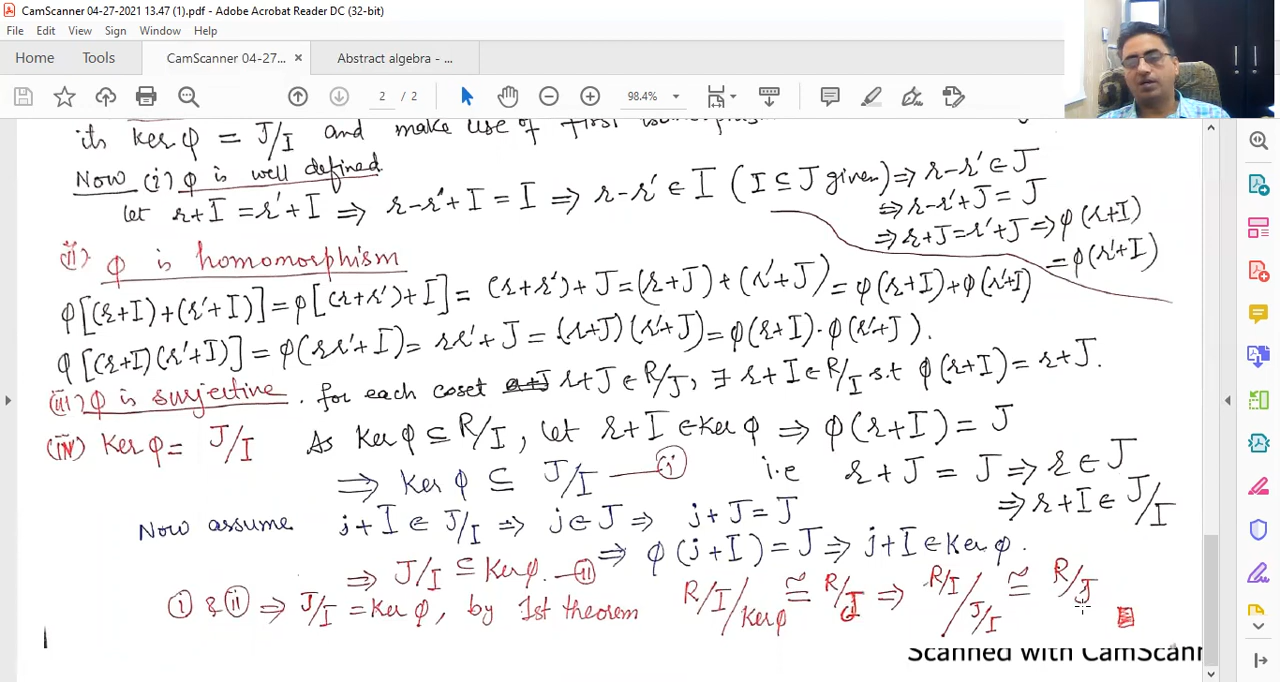 CamScanner 04-27-2021 13.47 (1).pdf - Adobe Acrobat Reader DC (32-bit)
File Edit View Sign Window Help
Home Tools CamScanner 04-27... × Abstract algebra - ...
2 / 2 98.4%
its Ker φ = J/I and make use of first isomorphism
Now (i) φ is well defined
let r+I = r'+I ⇒ r-r'+I = I ⇒ r-r' ∈ I (I ⊆ J given) ⇒ r-r' ∈ J
⇒ r-r'+J = J
⇒ r+J = r'+J ⇒ φ(r+I)
= φ(r'+I)
(ii) φ is homomorphism
φ[(r+I)+(r'+I)] = φ[(r+r')+I] = (r+r')+J = (r+J)+(r'+J) = φ(r+I)+φ(r'+I)
φ[(r+I)(r'+I)] = φ(rr'+I) = rr'+J = (r+J)(r'+J) = φ(r+I)·φ(r'+J).
(iii) φ is surjective. for each coset r+J ∈ R/J, ∃ r+I ∈ R/I s.t φ(r+I) = r+J.
(iv) Ker φ = J/I As Ker φ ⊆ R/I, let r+I ∈ Ker φ ⇒ φ(r+I) = J
i.e r+J = J ⇒ r ∈ J
⇒ r+I ∈ J/I
⇒ Ker φ ⊆ J/I — (i)
Now assume j+I ∈ J/I ⇒ j ∈ J ⇒ j+J = J
⇒ φ(j+I) = J ⇒ j+I ∈ Ker φ.
⇒ J/I ⊆ Ker φ. — (ii)
(i) & (ii) ⇒ J/I = Ker φ, by 1st theorem R/I/Ker φ ≅ R/J ⇒ R/I/J/I ≅ R/J
Scanned with CamScann